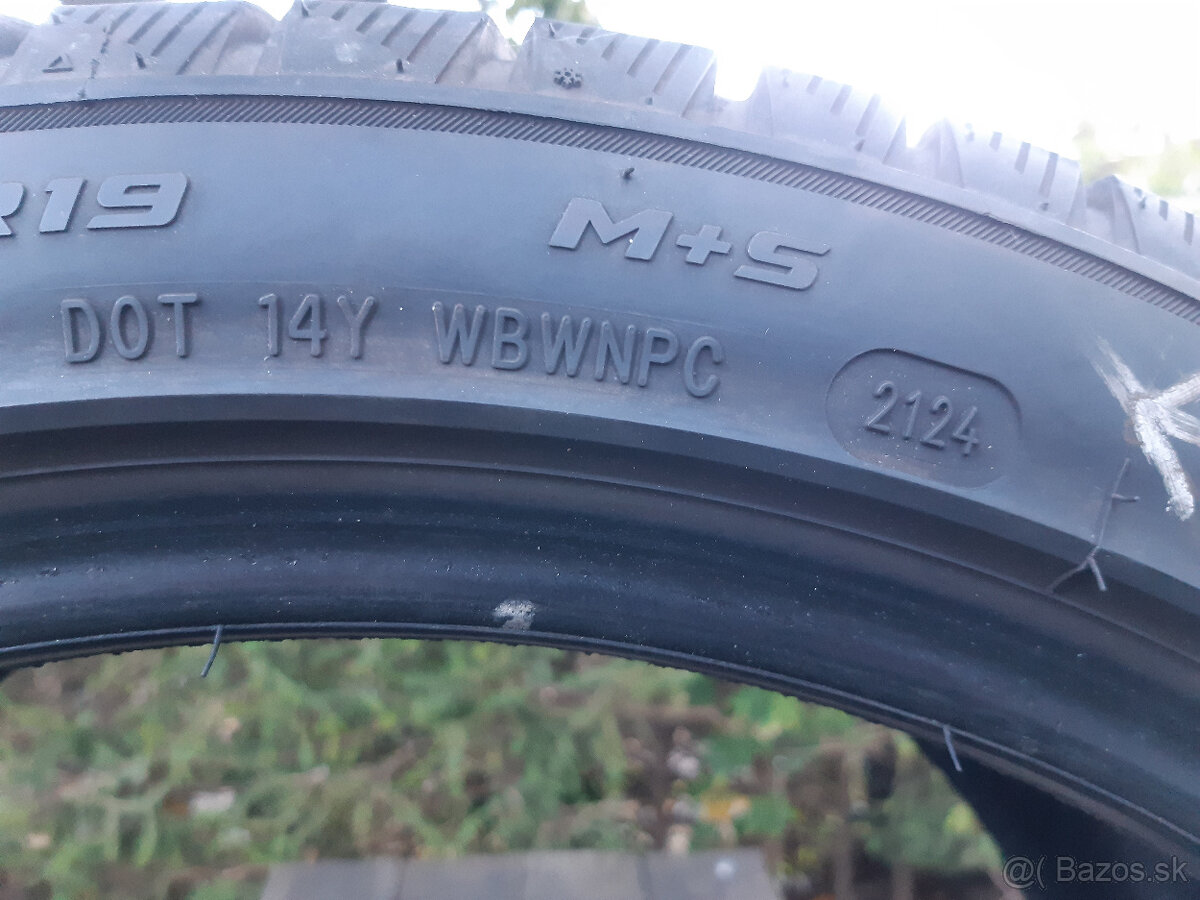 R19
M+S
DOT 14Y WBWNPC 2124
@( Bazos.sk